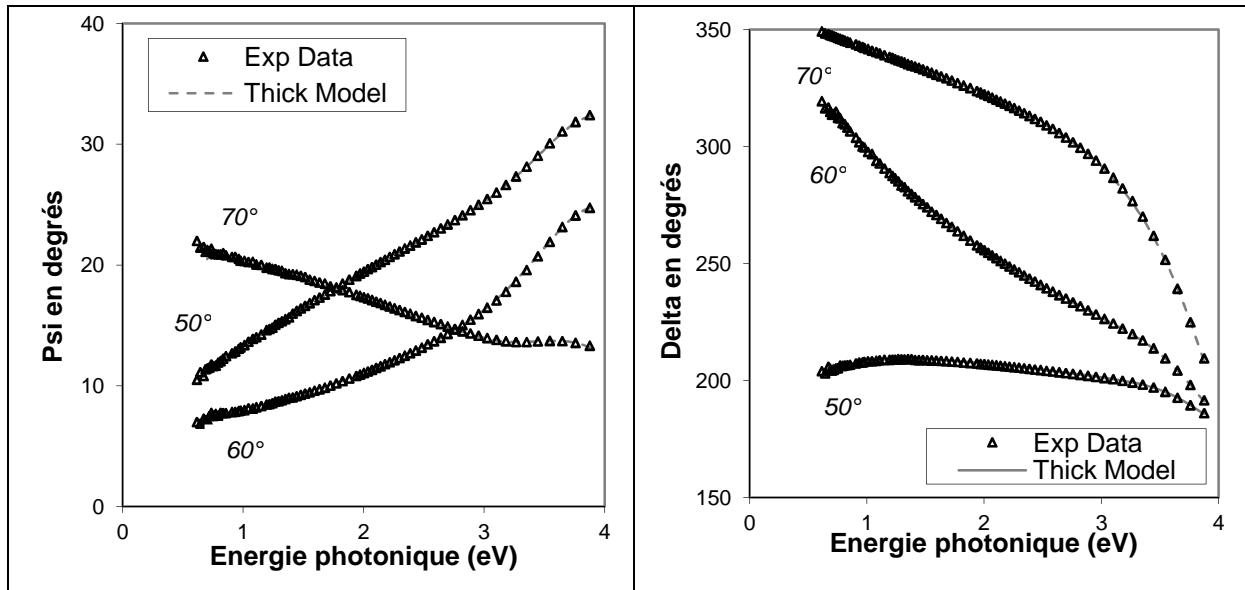 40
30
20
10
0
0 1 2 3 4
Psi en degrés
Energie photonique (eV)
Exp Data
Thick Model
70°
50°
60°
350
300
250
200
150
0 1 2 3 4
Delta en degrés
Energie photonique (eV)
70°
60°
50°
Exp Data
Thick Model